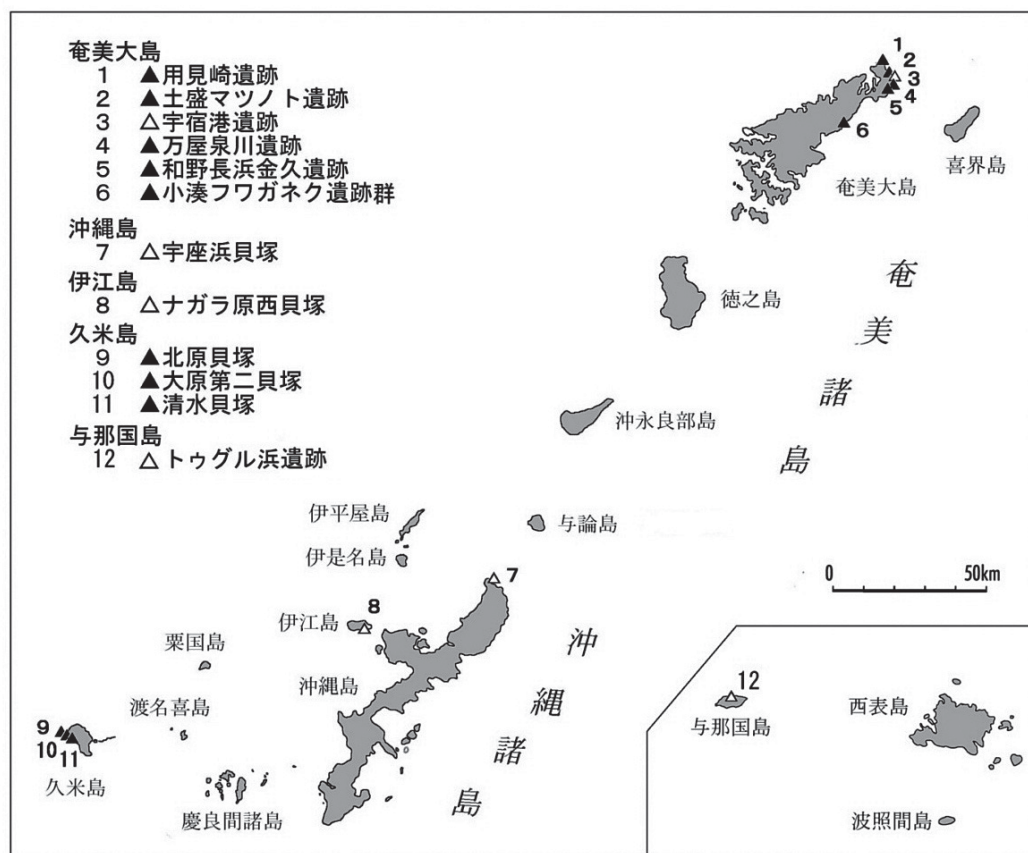 奄美大島
1 ▲用見崎遺跡
2 ▲土盛マツノト遺跡
3 △宇宿港遺跡
4 ▲万屋泉川遺跡
5 ▲和野長浜金久遺跡
6 ▲小湊フワガネク遺跡群
沖縄島
7 △宇座浜貝塚
伊江島
8 △ナガラ原西貝塚
久米島
9 ▲北原貝塚
10 ▲大原第二貝塚
11 ▲清水貝塚
与那国島
12 △トゥグル浜遺跡
1
2
3
4
5
6
喜界島
奄美大島
徳之島
奄美諸島
沖永良部島
与論島
伊平屋島
伊是名島
7
0 50km
8
伊江島
粟国島
沖縄島
沖縄諸島
渡名喜島
9
10
11
久米島
慶良間諸島
12
与那国島
西表島
波照間島